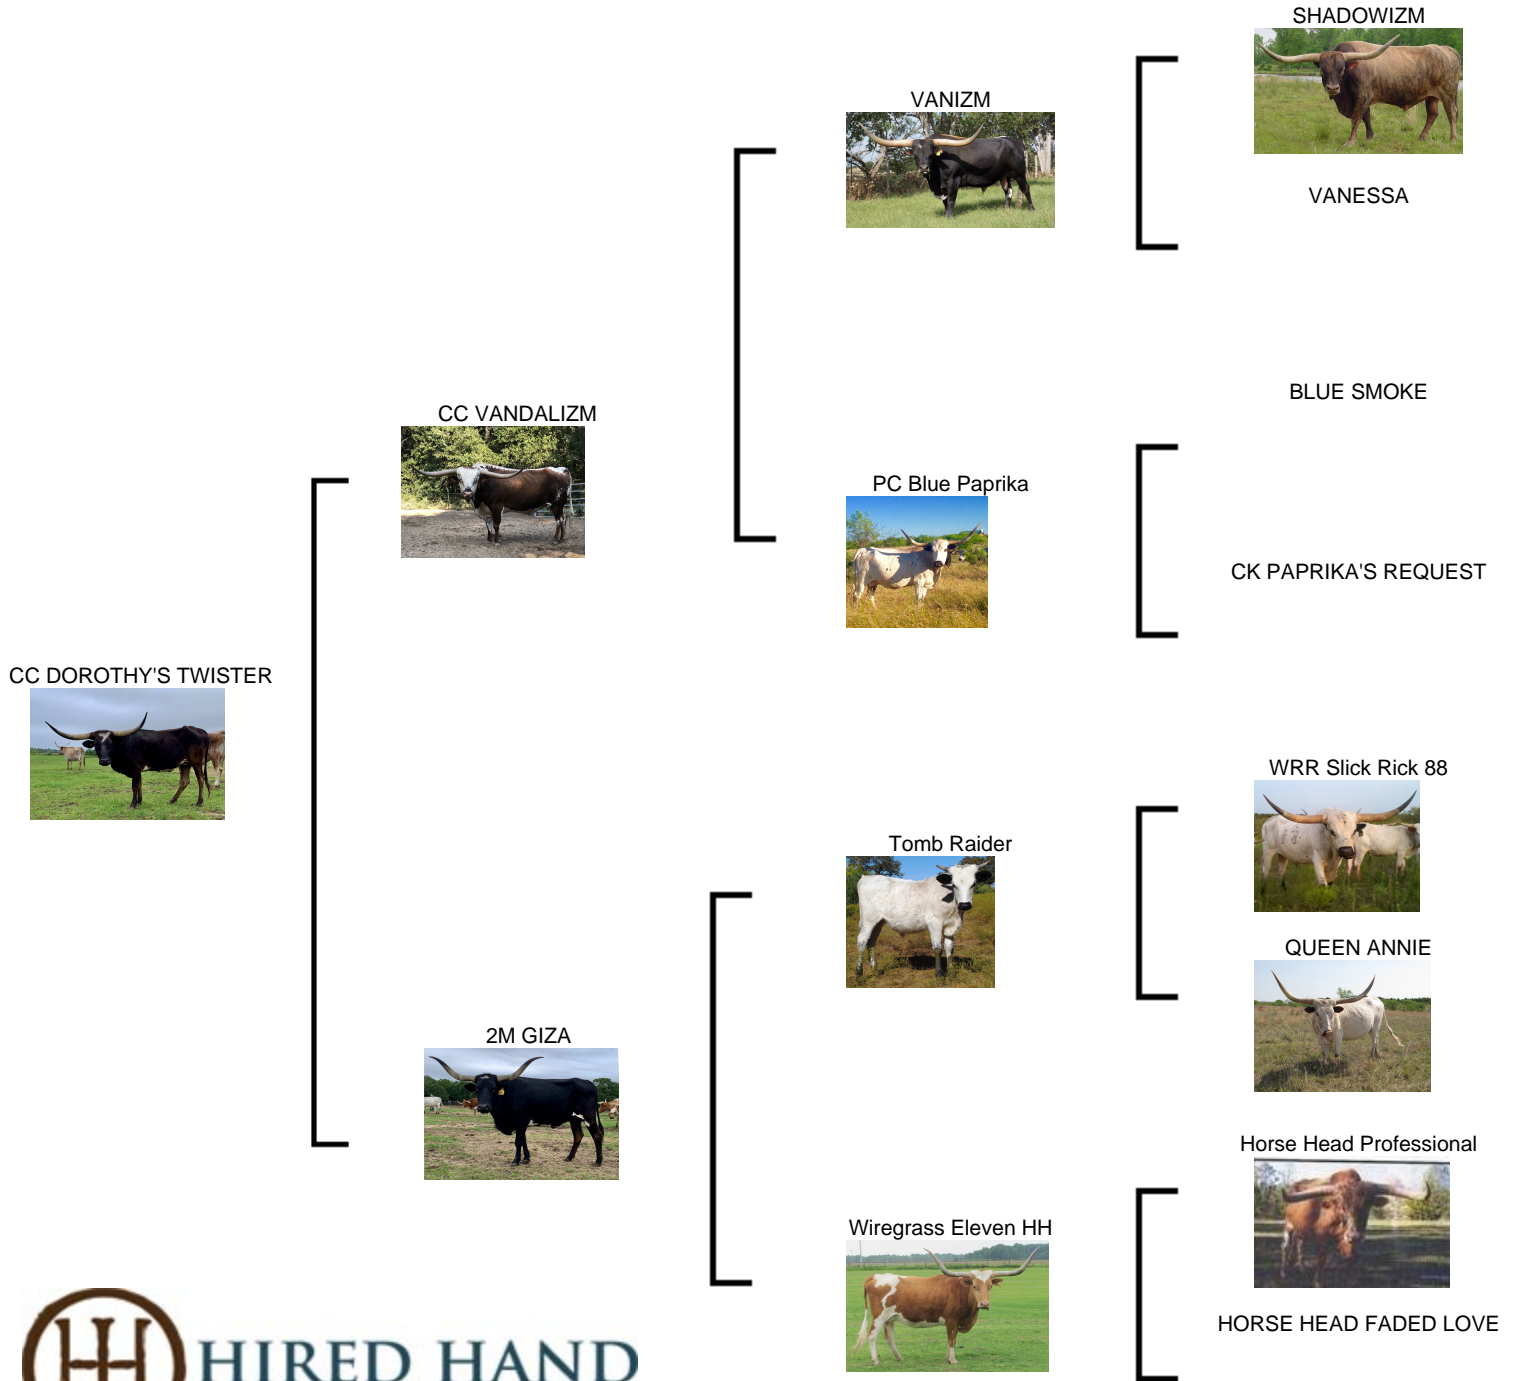 SHADOWIZM
VANIZM
VANESSA
BLUE SMOKE
CC VANDALIZM
PC Blue Paprika
CK PAPRIKA'S REQUEST
CC DOROTHY'S TWISTER
WRR Slick Rick 88
Tomb Raider
QUEEN ANNIE
2M GIZA
Horse Head Professional
Wiregrass Eleven HH
HORSE HEAD FADED LOVE
HIRED HAND